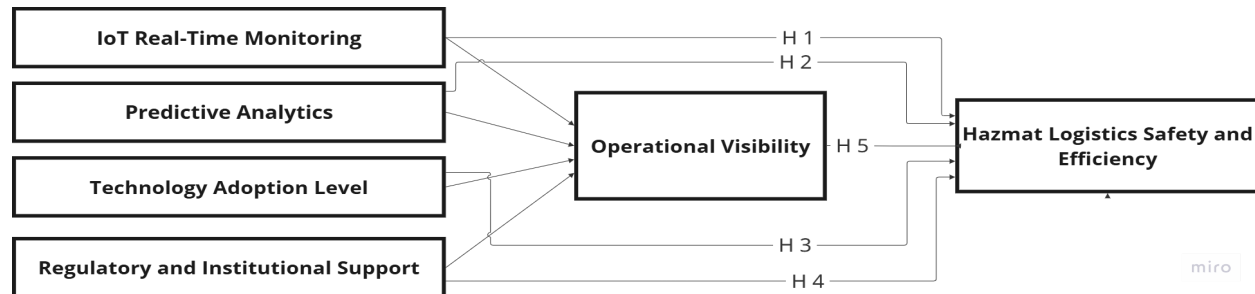 IoT Real-Time Monitoring
H 1
H 2
Predictive Analytics
Operational Visibility
H 5
Hazmat Logistics Safety and
Efficiency
Technology Adoption Level
H 3
Regulatory and Institutional Support
H 4
miro